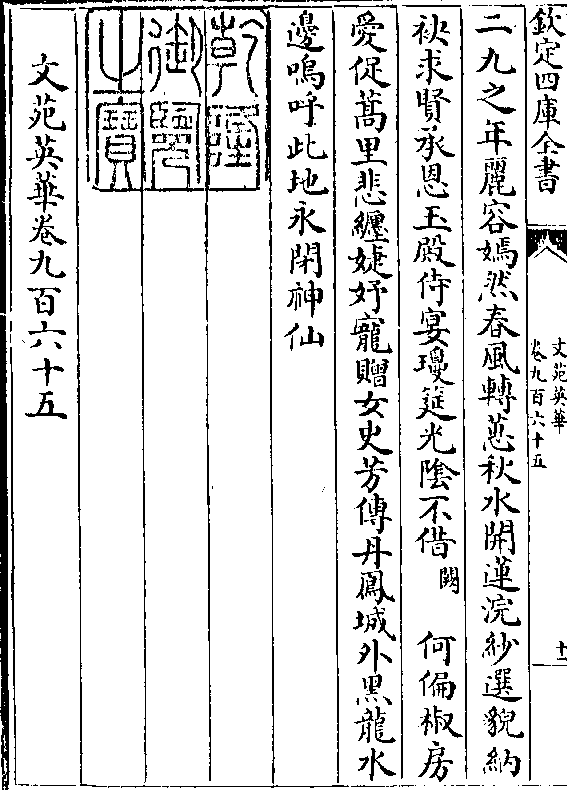 欽定四庫全書
文苑英華
卷九百六十五
十二
二九之年麗容嫣然春風轉蕙秋水開蓮浣紗選貌納
袂求賢承恩玉殿侍宴瓊筵光陰不借闕何偏椒房
愛促蒿里悲纏婕妤寵贈女史芳傳丹鳳城外黑龍水
邊嗚呼此地永閉神仙
乾隆
御覽
之寶
文苑英華卷九百六十五